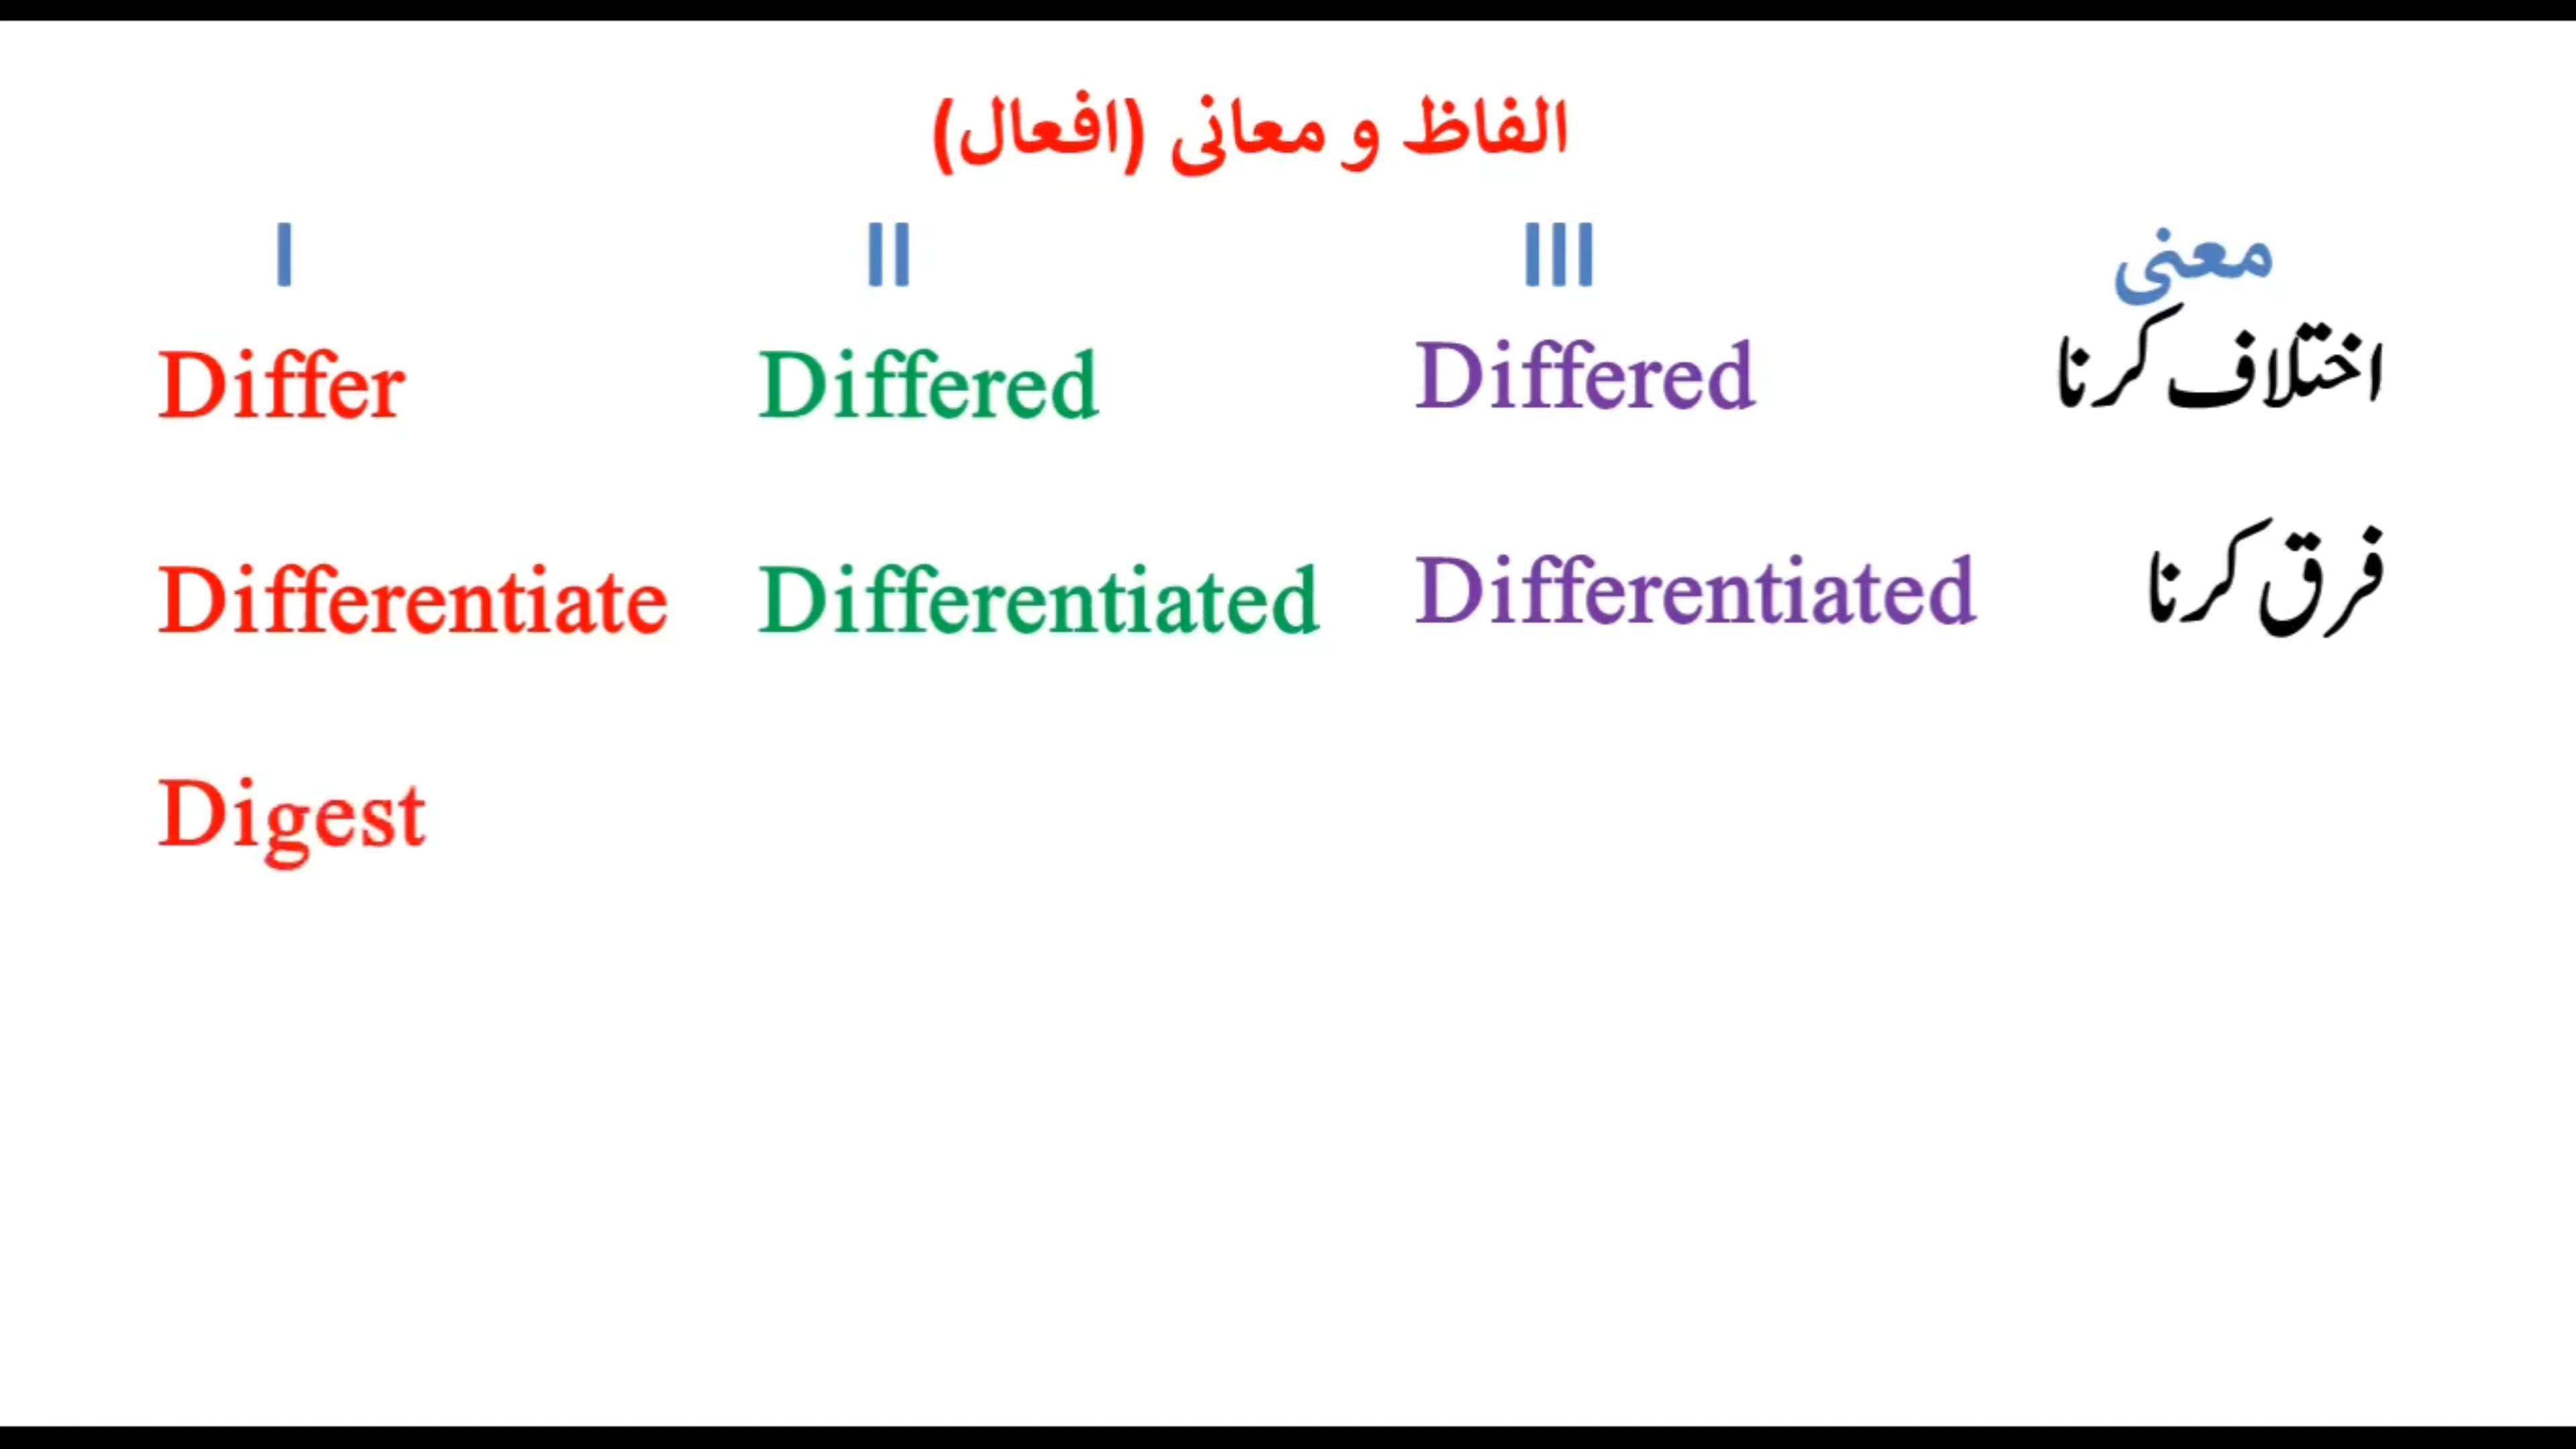 الفاظ و معانی (افعال)
I II III معنی
Differ Differed Differed اختلاف کرنا
Differentiate Differentiated Differentiated فرق کرنا
Digest